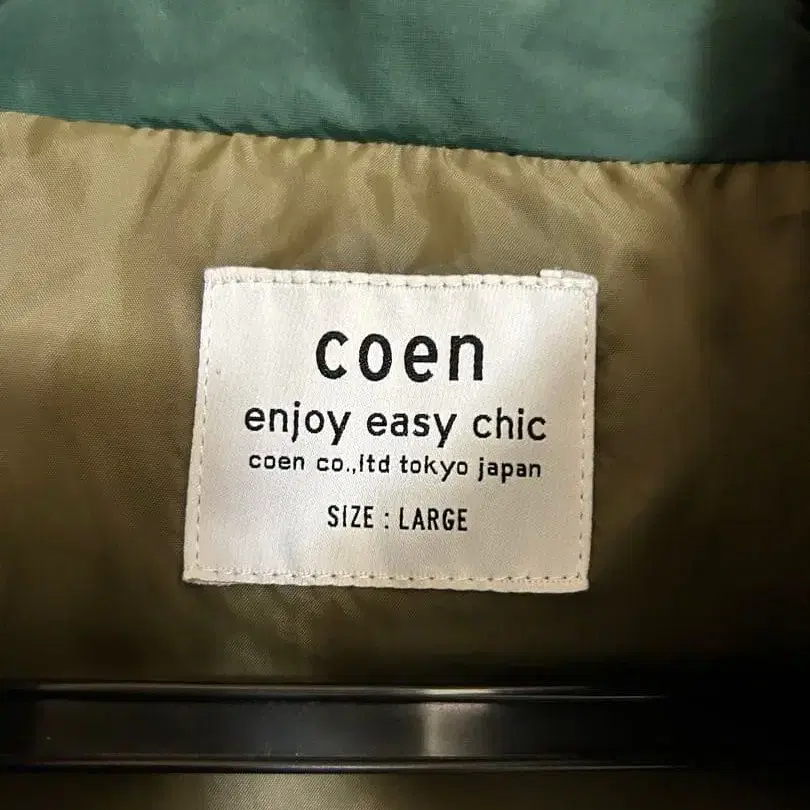 coen
enjoy easy chic
coen co.,ltd tokyo japan
SIZE : LARGE